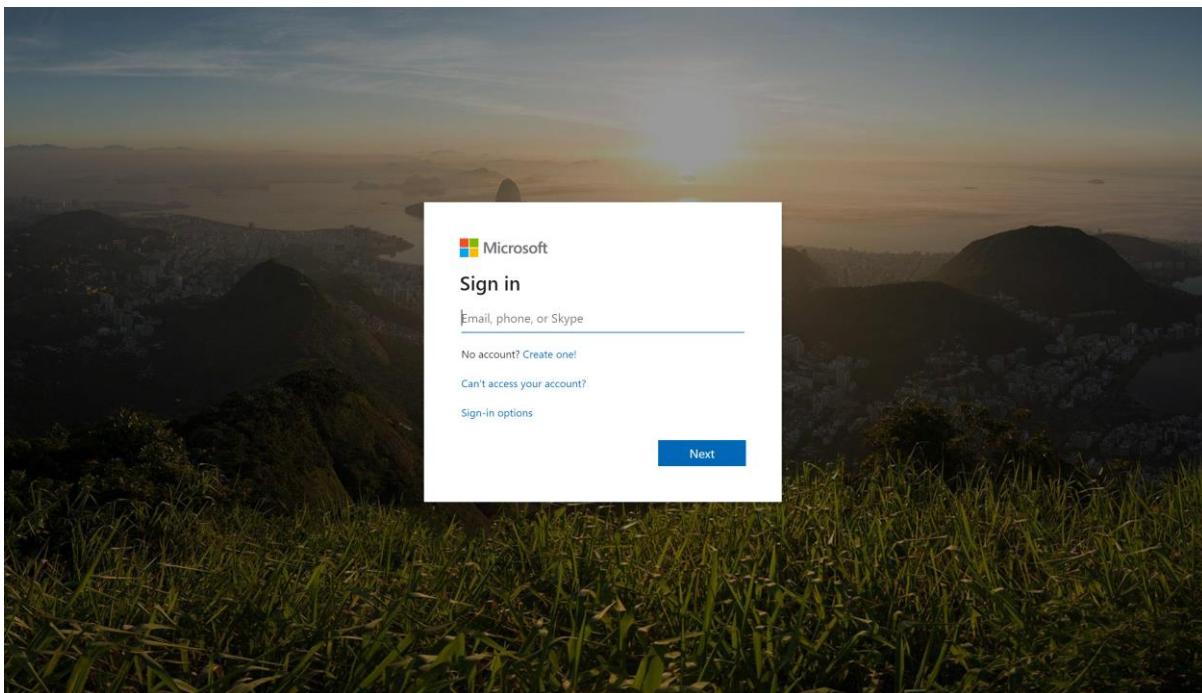 Microsoft
Sign in
Email, phone, or Skype
No account? Create one!
Can't access your account?
Sign-in options
Next